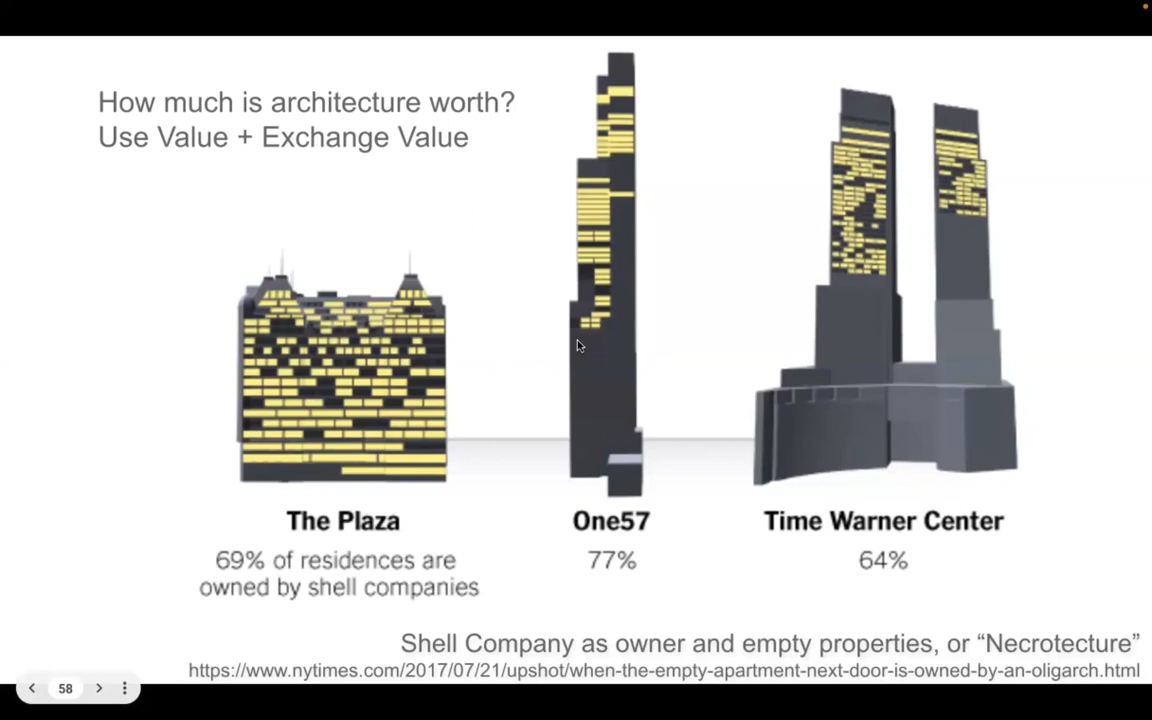 How much is architecture worth?
Use Value + Exchange Value
The Plaza
69% of residences are
owned by shell companies
One57
77%
Time Warner Center
64%
Shell Company as owner and empty properties, or “Necrotecture”
https://www.nytimes.com/2017/07/21/upshot/when-the-empty-apartment-next-door-is-owned-by-an-oligarch.html
58